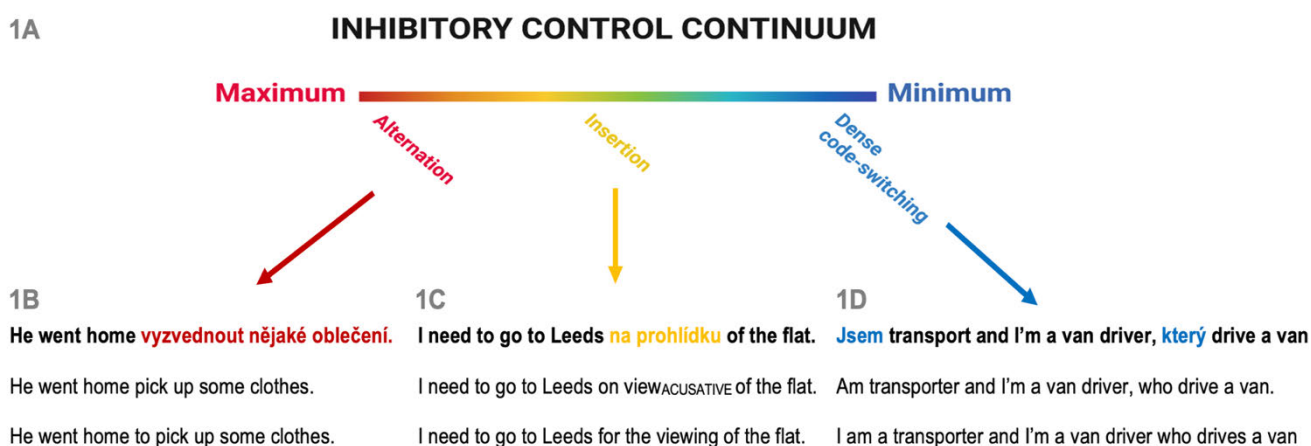 1A
INHIBITORY CONTROL CONTINUUM
Maximum
Minimum
Alternation
Insertion
Dense
code-switching
1B
He went home vyzvednout nějaké oblečení.
He went home pick up some clothes.
He went home to pick up some clothes.
1C
I need to go to Leeds na prohlídku of the flat.
I need to go to Leeds on viewACUSATIVE of the flat.
I need to go to Leeds for the viewing of the flat.
1D
Jsem transport and I'm a van driver, který drive a van
Am transporter and I'm a van driver, who drive a van.
I am a transporter and I'm a van driver who drives a van